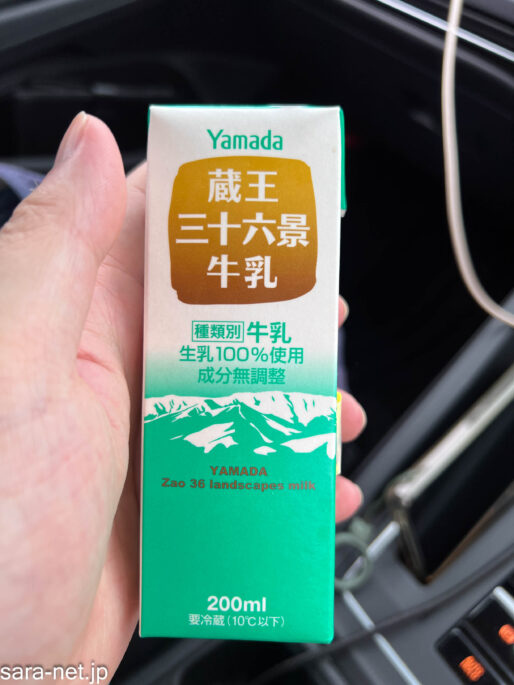 Yamada
蔵王
三十六景
牛乳
種類別 牛乳
生乳100%使用
成分無調整
YAMADA
Zao 36 landscapes milk
200ml
要冷蔵(10℃以下)
sara-net.jp